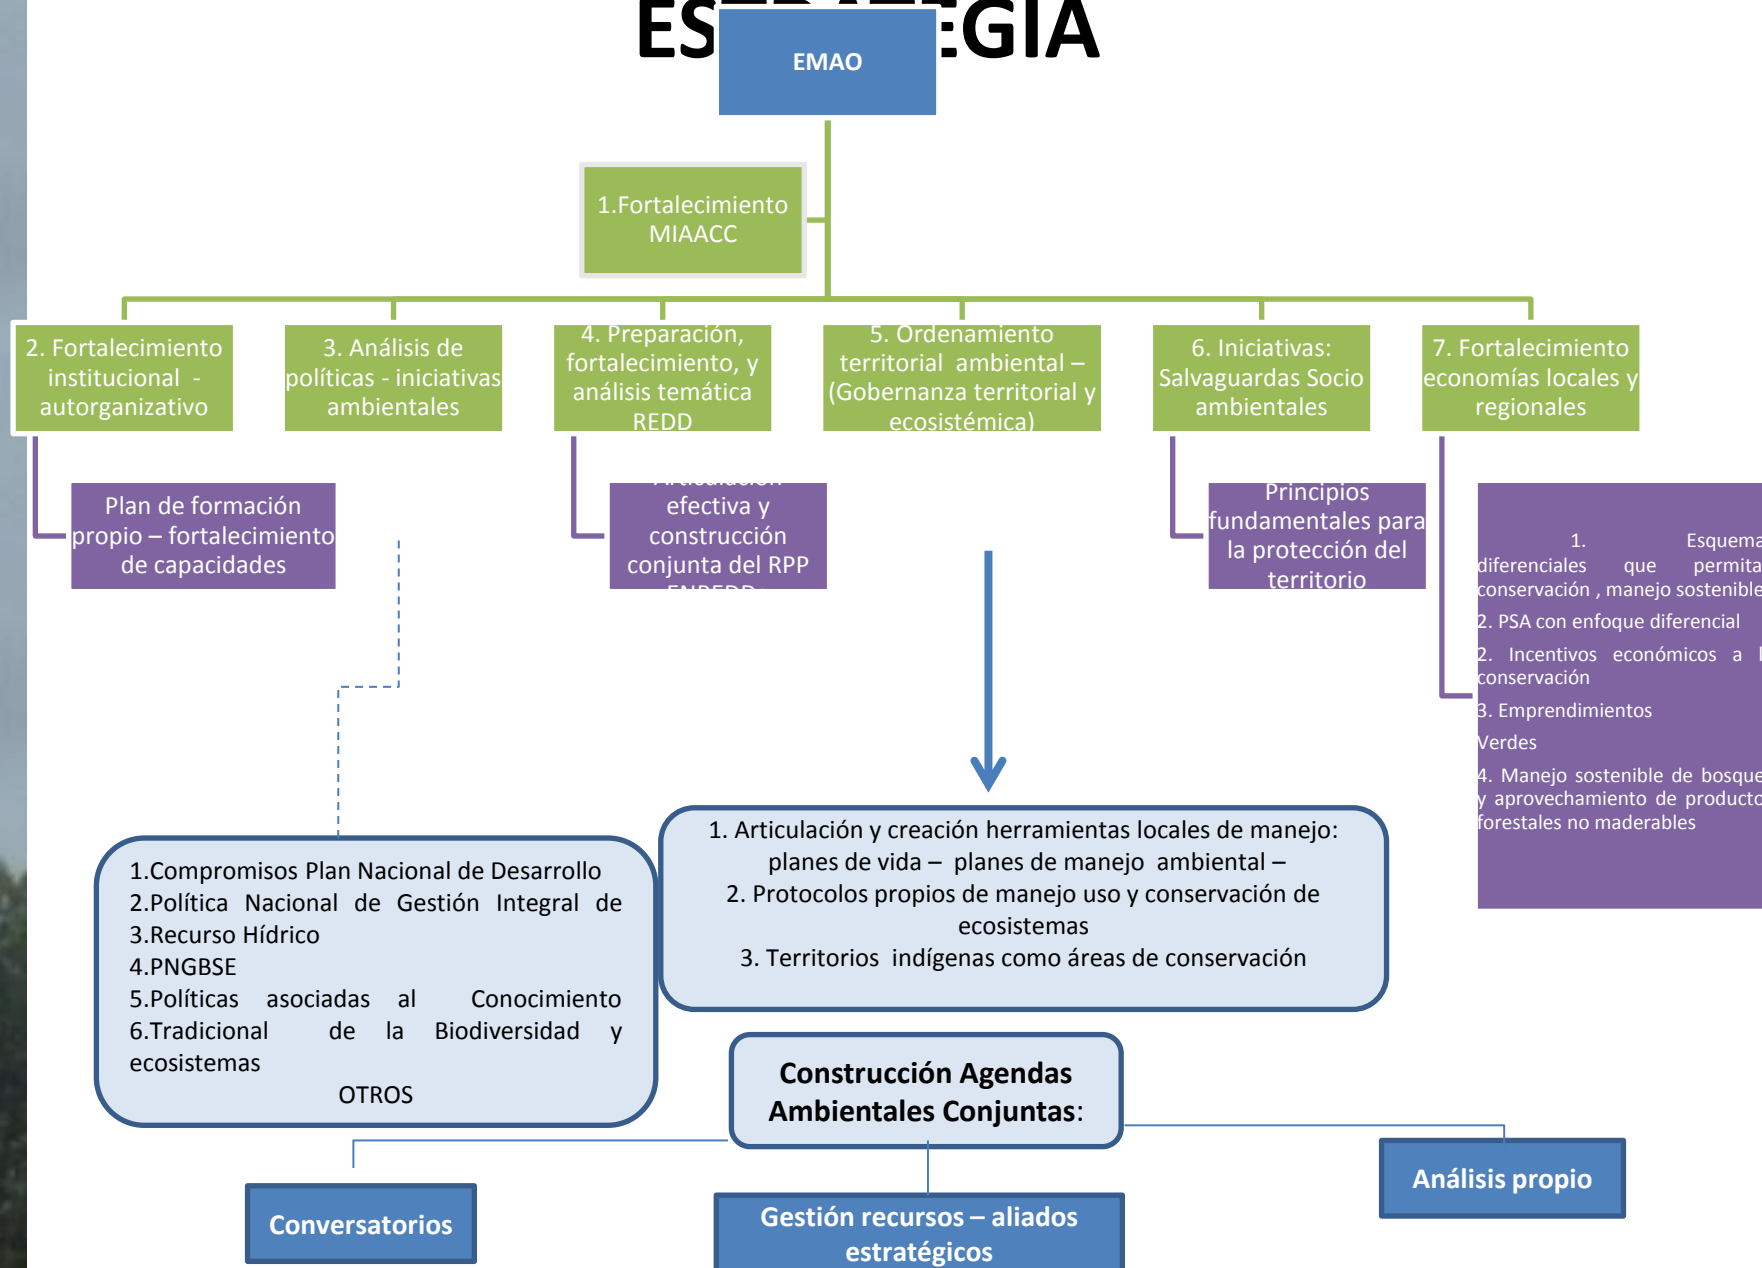 ESTRATEGIA
EMAO
1.Fortalecimiento
MIAACC
2. Fortalecimiento
institucional -
autorganizativo
3. Análisis de
políticas - iniciativas
ambientales
4. Preparación,
fortalecimiento, y
análisis temática
REDD
5. Ordenamiento
territorial ambiental –
(Gobernanza territorial y
ecosistémica)
6. Iniciativas:
Salvaguardas Socio
ambientales
7. Fortalecimiento
economías locales y
regionales
Plan de formación
propio – fortalecimiento
de capacidades
Articulación
efectiva y
construcción
conjunta del RPP
Principios
fundamentales para
la protección del
territorio
1. Esquema
diferenciales que permita
conservación , manejo sostenible
2. PSA con enfoque diferencial
2. Incentivos económicos a l
conservación
3. Emprendimientos
Verdes
4. Manejo sostenible de bosque
y aprovechamiento de producto
forestales no maderables
1.Compromisos Plan Nacional de Desarrollo
2.Política Nacional de Gestión Integral de
3.Recurso Hídrico
4.PNGBSE
5.Políticas asociadas al Conocimiento
6.Tradicional de la Biodiversidad y
ecosistemas
OTROS
1. Articulación y creación herramientas locales de manejo:
planes de vida – planes de manejo ambiental –
2. Protocolos propios de manejo uso y conservación de
ecosistemas
3. Territorios indígenas como áreas de conservación
Construcción Agendas
Ambientales Conjuntas:
Conversatorios
Gestión recursos – aliados
estratégicos
Análisis propio